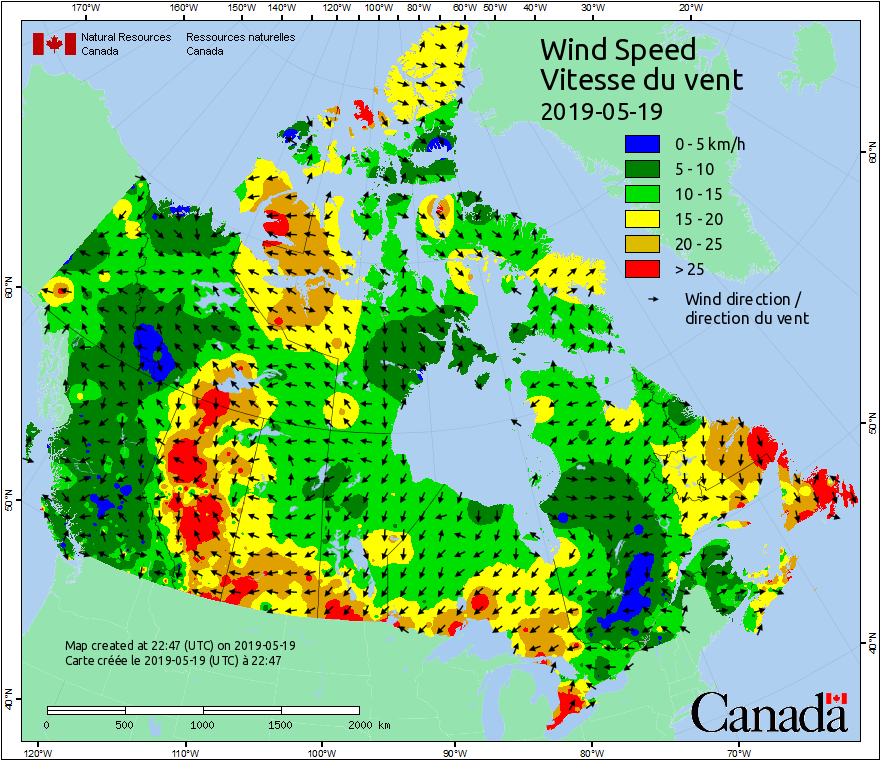 170°W 160°W 150°W 140°W 130°W 120°W 110°W 100°W 90°W 80°W 70°W 60°W 50°W 40°W 30°W 20°W
Natural Resources Canada
Ressources naturelles Canada
Wind Speed
Vitesse du vent
2019-05-19
0 - 5 km/h
5 - 10
10 - 15
15 - 20
20 - 25
> 25
Wind direction /
direction du vent
60°N
60°N
50°N
50°N
40°N
40°N
Map created at 22:47 (UTC) on 2019-05-19
Carte créée le 2019-05-19 (UTC) à 22:47
0 500 1000 1500 2000 km
Canada
120°W 110°W 100°W 90°W 80°W 70°W